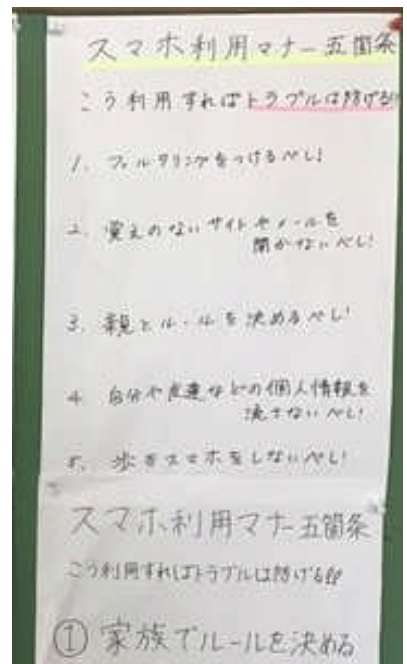 スマホ利用マナー五箇条
こう利用すればトラブルは防げる!!
1. フィルタリングをつけるべし!
2. 覚えのないサイトやメールを
開かないべし!
3. 親とルールを決めるべし!
4 自分や友達などの個人情報を
流さないべし!
5. 歩きスマホをしないべし!
スマホ利用マナー五箇条
こう利用すればトラブルは防げる!!
① 家族でルールを決める